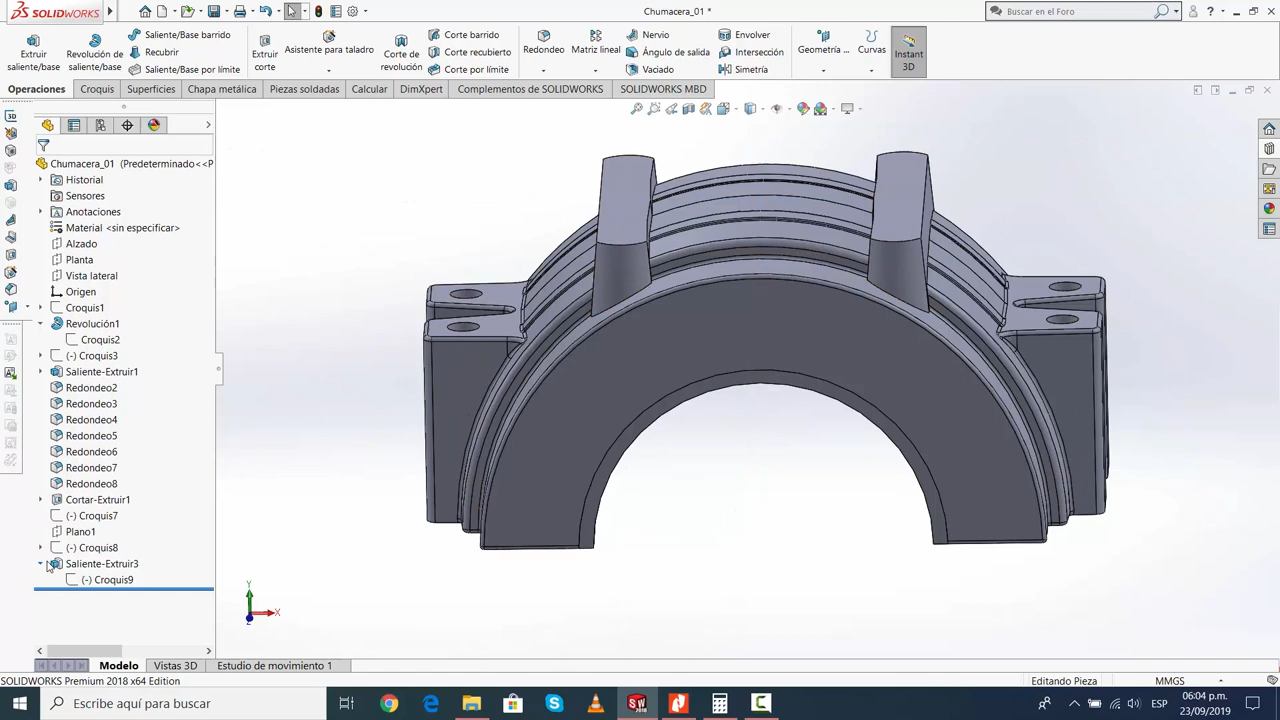 SOLIDWORKS
Chumacera_01 *
Buscar en el Foro
Extruir saliente/base
Revolución de saliente/base
Saliente/Base barrido
Recubrir
Saliente/Base por límite
Extruir corte
Asistente para taladro
Corte de revolución
Corte barrido
Corte recubierto
Corte por límite
Redondeo
Matriz lineal
Nervio
Ángulo de salida
Vaciado
Envolver
Intersección
Simetría
Geometría ...
Curvas
Instant 3D
Operaciones
Croquis
Superficies
Chapa metálica
Piezas soldadas
Calcular
DimXpert
Complementos de SOLIDWORKS
SOLIDWORKS MBD
Chumacera_01 (Predeterminado<<P
Historial
Sensores
Anotaciones
Material <sin especificar>
Alzado
Planta
Vista lateral
Origen
Croquis1
Revolución1
Croquis2
(-) Croquis3
Saliente-Extruir1
Redondeo2
Redondeo3
Redondeo4
Redondeo5
Redondeo6
Redondeo7
Redondeo8
Cortar-Extruir1
(-) Croquis7
Plano1
(-) Croquis8
Saliente-Extruir3
(-) Croquis9
Y
X
Z
Modelo
Vistas 3D
Estudio de movimiento 1
SOLIDWORKS Premium 2018 x64 Edition
Editando Pieza
MMGS
Escribe aquí para buscar
ESP
06:04 p.m.
23/09/2019